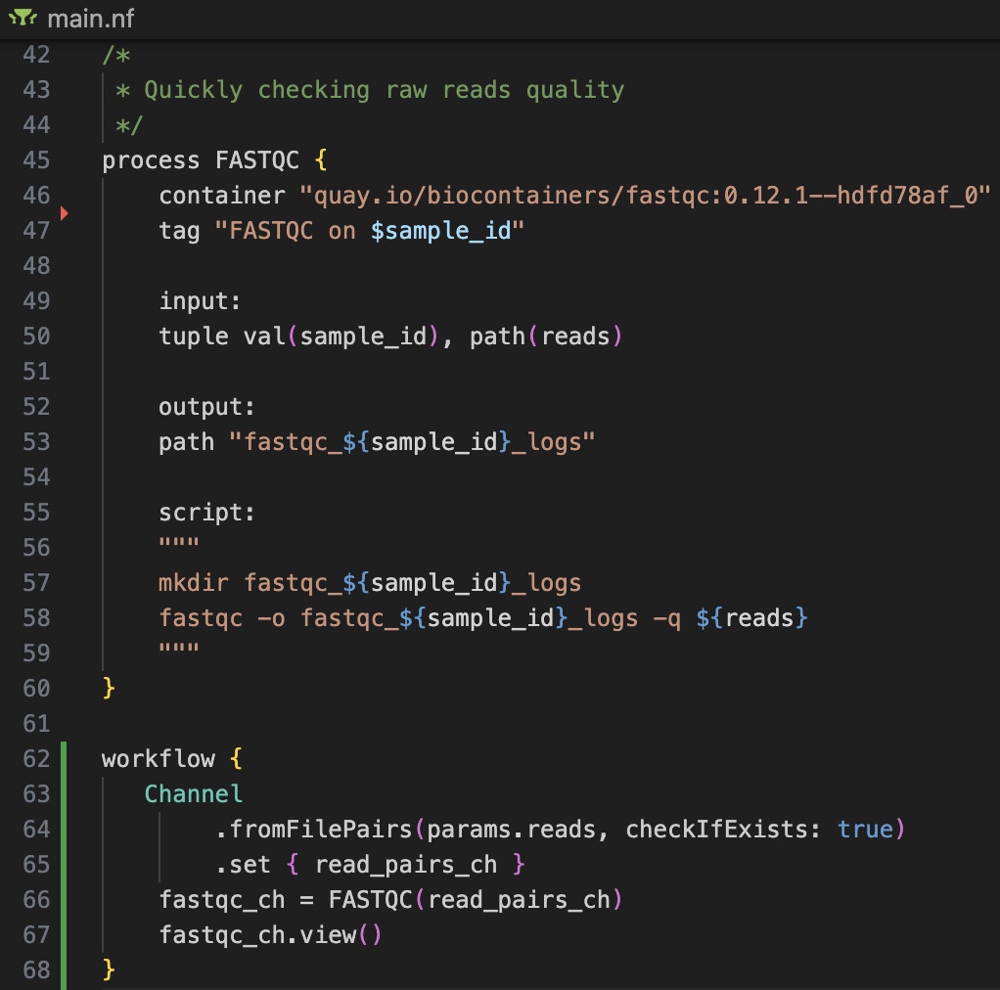 main.nf
42 /*
43  * Quickly checking raw reads quality
44  */
45 process FASTQC {
46     container "quay.io/biocontainers/fastqc:0.12.1--hdfd78af_0"
47     tag "FASTQC on $sample_id"
48
49     input:
50     tuple val(sample_id), path(reads)
51
52     output:
53     path "fastqc_${sample_id}_logs"
54
55     script:
56     """
57     mkdir fastqc_${sample_id}_logs
58     fastqc -o fastqc_${sample_id}_logs -q ${reads}
59     """
60 }
61
62 workflow {
63    Channel
64         .fromFilePairs(params.reads, checkIfExists: true)
65         .set { read_pairs_ch }
66     fastqc_ch = FASTQC(read_pairs_ch)
67     fastqc_ch.view()
68 }